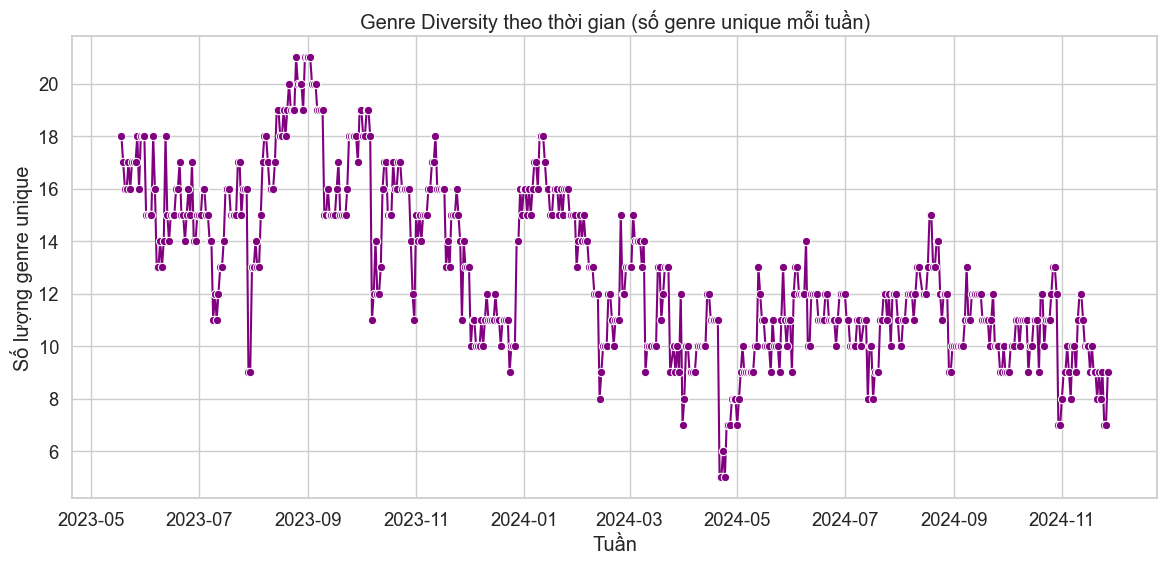 Genre Diversity theo thời gian (số genre unique mỗi tuần)
Số lượng genre unique
20
18
16
14
12
10
8
6
2023-05 2023-07 2023-09 2023-11 2024-01 2024-03 2024-05 2024-07 2024-09 2024-11
Tuần